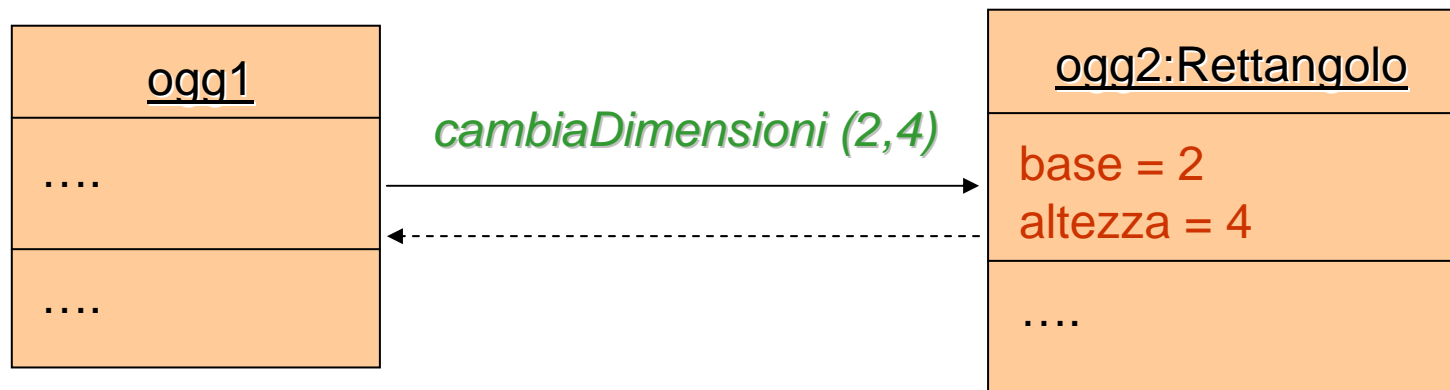 ogg1
….
….
cambiaDimensioni (2,4)
ogg2:Rettangolo
base = 2
altezza = 4
….